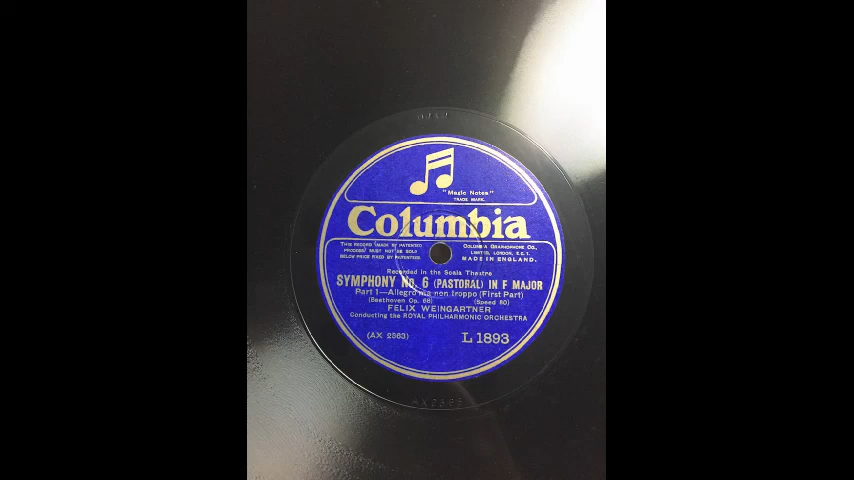 "Magic Notes"
TRADE MARK.
Columbia
THIS RECORD (MADE BY PATENTED
PROCESS) MUST NOT BE SOLD
BELOW PRICE FIXED BY PATENTEES
COLUMBIA GRAPHOPHONE CO.,
LIMITED, LONDON, E.C.1.
MADE IN ENGLAND.
Recorded in the Scala Theatre
SYMPHONY No. 6 (PASTORAL) IN F MAJOR
Part 1—Allegro ma non troppo (First Part)
(Beethoven Op. 68) (Speed 80)
FELIX WEINGARTNER
Conducting the ROYAL PHILHARMONIC ORCHESTRA
(AX 2363) L 1893